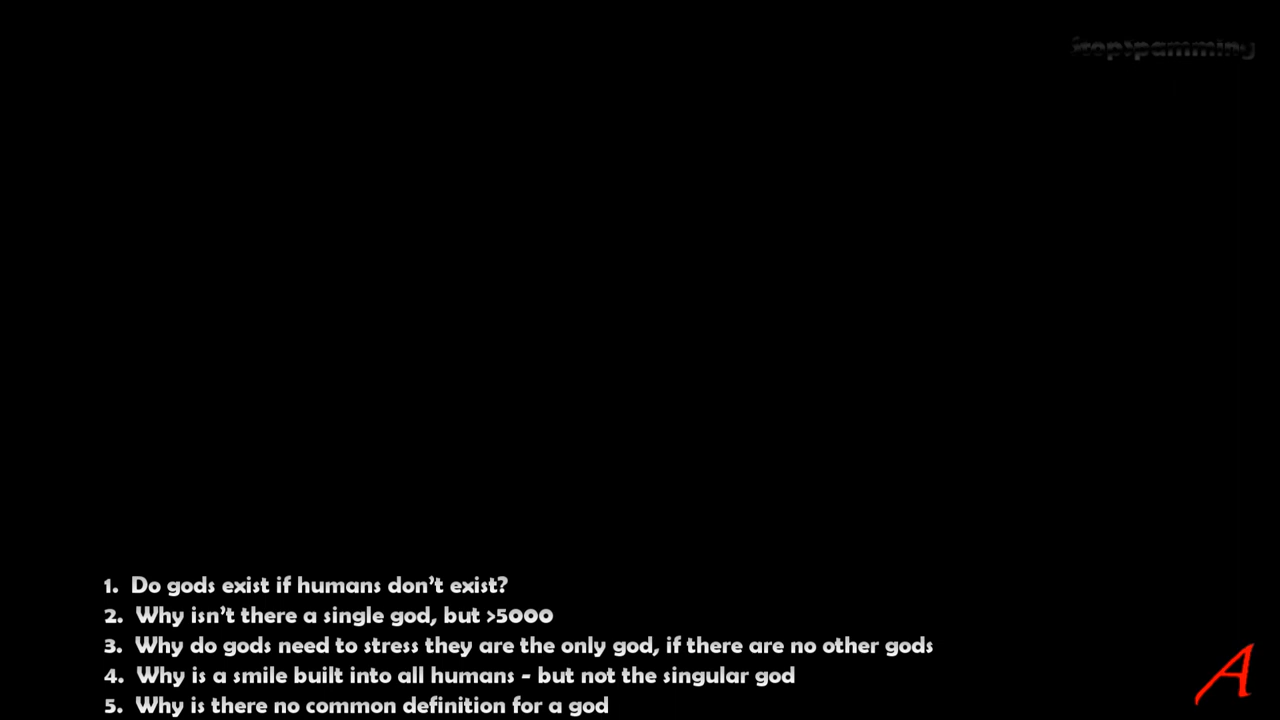 stopspamming
1. Do gods exist if humans don't exist?
2. Why isn't there a single god, but >5000
3. Why do gods need to stress they are the only god, if there are no other gods
4. Why is a smile built into all humans - but not the singular god
5. Why is there no common definition for a god
A